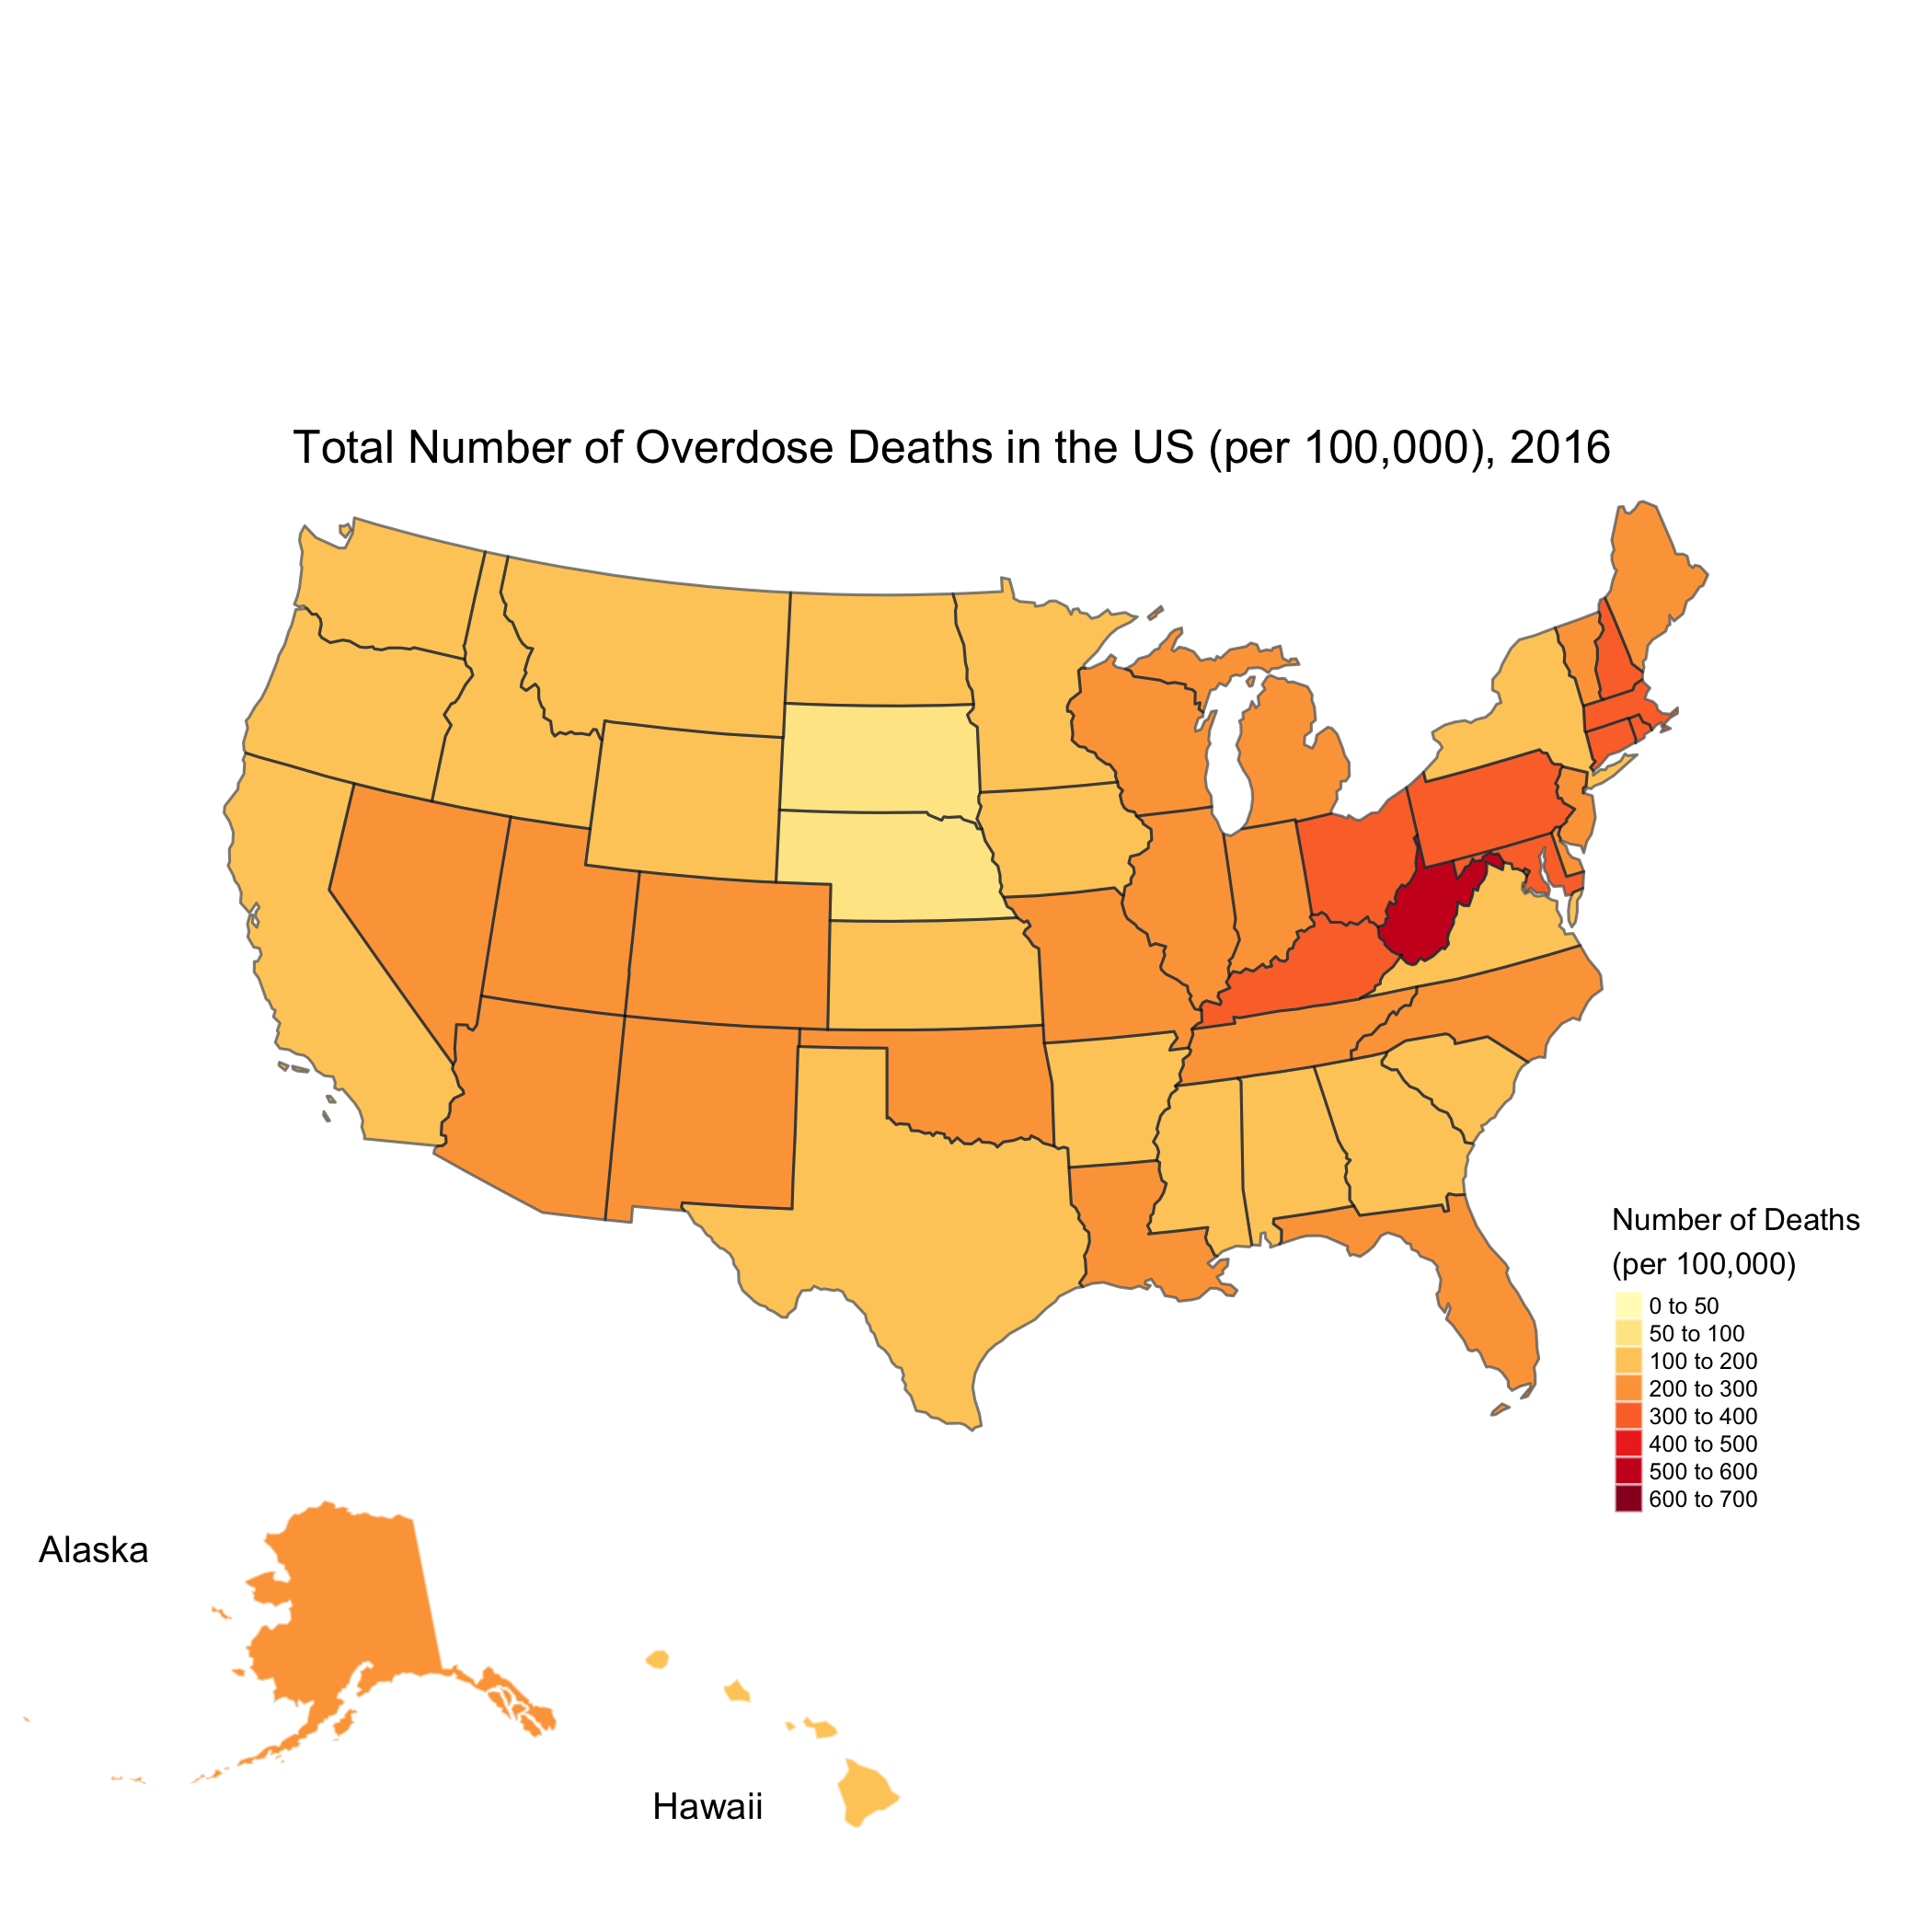 Total Number of Overdose Deaths in the US (per 100,000), 2016
Number of Deaths
(per 100,000)
0 to 50
50 to 100
100 to 200
200 to 300
300 to 400
400 to 500
500 to 600
600 to 700
Alaska
Hawaii